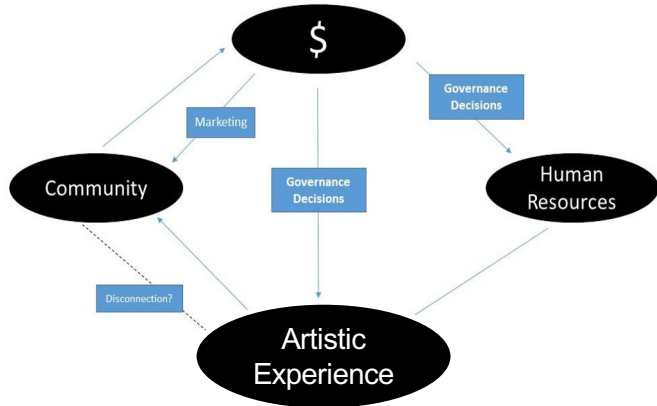 $
Governance
Decisions
Marketing
Community
Governance
Decisions
Human
Resources
Disconnection?
Artistic
Experience